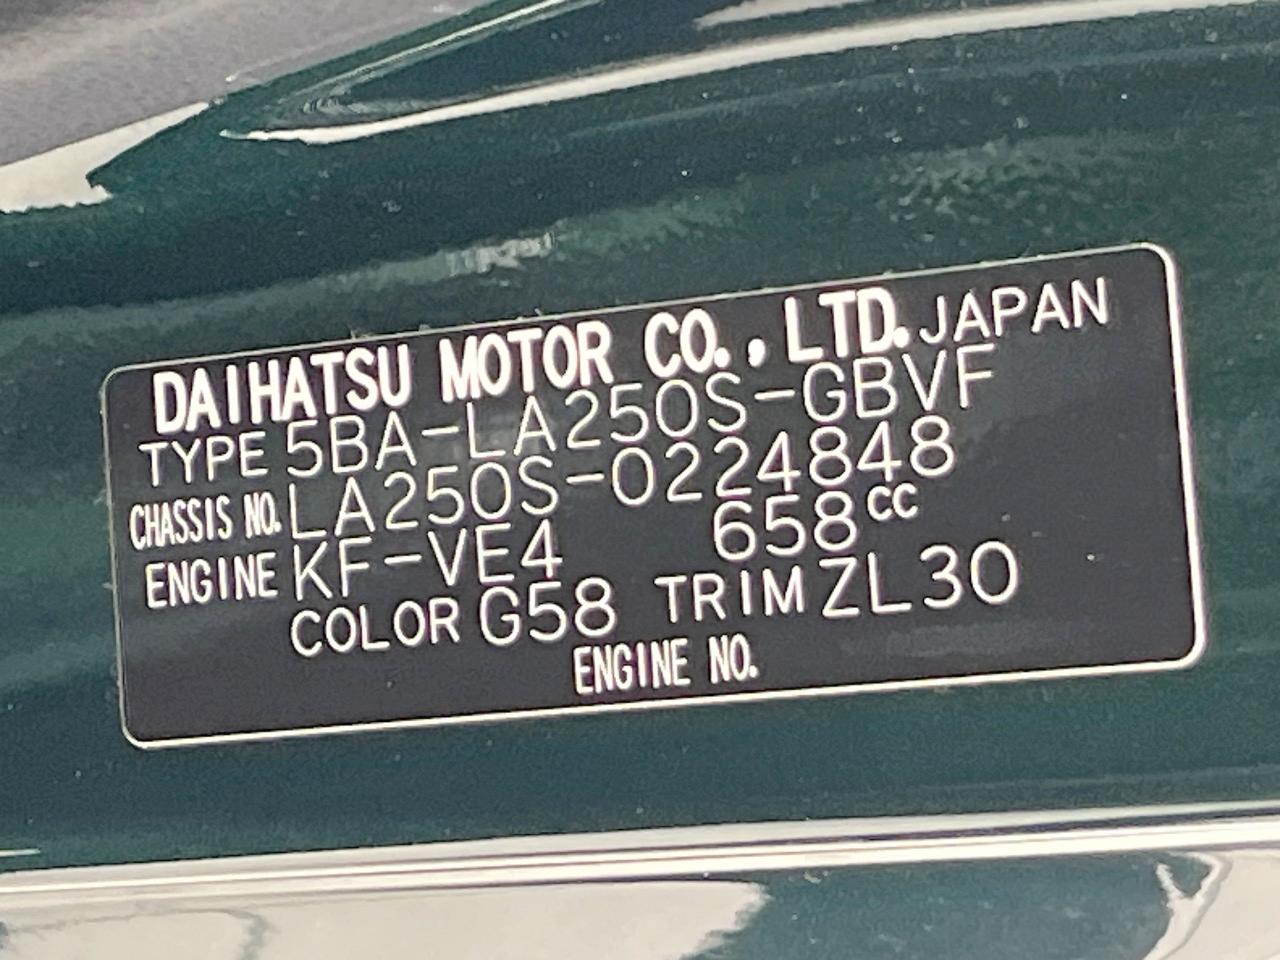 DAIHATSU MOTOR CO., LTD. JAPAN
TYPE 5BA-LA250S-GBVF
CHASSIS NO. LA250S-0224848
ENGINE KF-VE4 658cc
COLOR G58 TRIM ZL30
ENGINE NO.